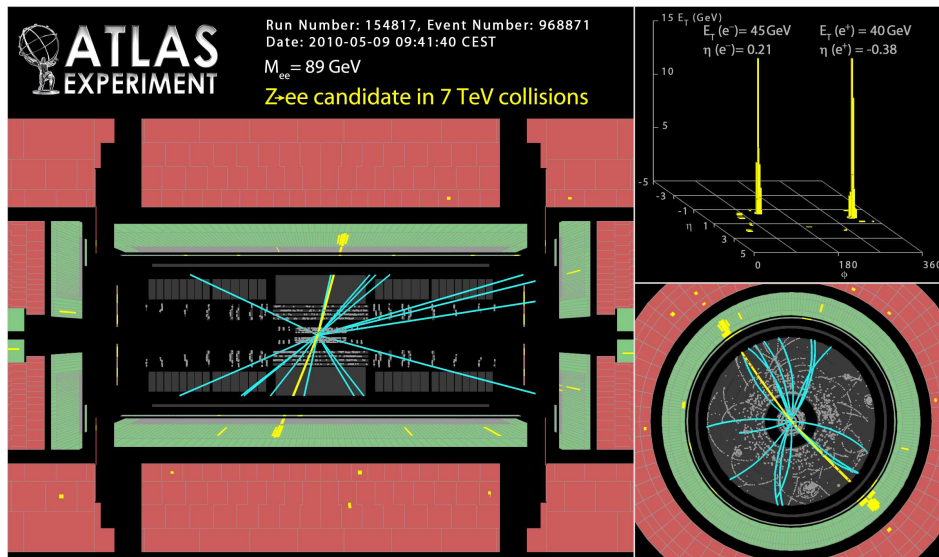 ATLAS
EXPERIMENT
Run Number: 154817, Event Number: 968871
Date: 2010-05-09 09:41:40 CEST
Mee = 89 GeV
Z→ee candidate in 7 TeV collisions
15 ET (GeV)
ET (e-) = 45 GeV
η (e-) = 0.21
ET (e+) = 40 GeV
η (e+) = -0.38
10
5
-5
-3
-1
η
1
3
5
0
180
φ
360